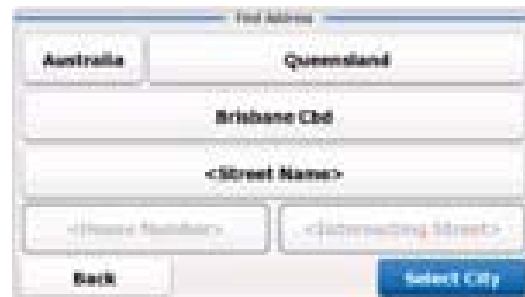 Find Address
Australia Queensland
Brisbane Cbd
<Street Name>
<House Number> <Intersecting Street>
Back Select City